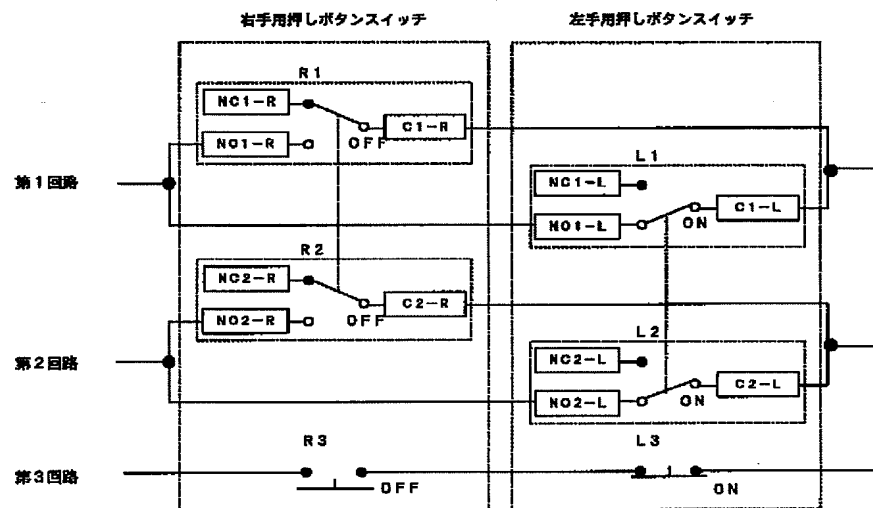 右手用押しボタンスイッチ
左手用押しボタンスイッチ
R1
NC1-R
NO1-R
OFF
C1-R
第1回路
L1
NC1-L
NO1-L
ON
C1-L
R2
NC2-R
NO2-R
OFF
C2-R
第2回路
L2
NC2-L
NO2-L
ON
C2-L
第3回路
R3
OFF
L3
ON